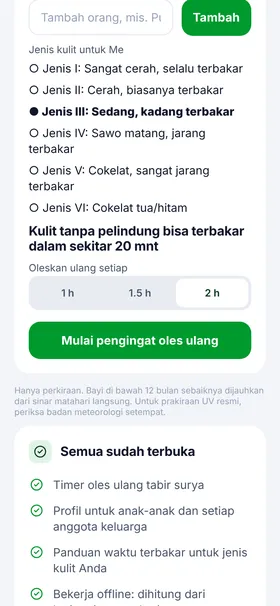 Tambah orang, mis. Pu
Tambah
Jenis kulit untuk Me
Jenis I: Sangat cerah, selalu terbakar
Jenis II: Cerah, biasanya terbakar
Jenis III: Sedang, kadang terbakar
Jenis IV: Sawo matang, jarang
terbakar
Jenis V: Cokelat, sangat jarang
terbakar
Jenis VI: Cokelat tua/hitam
Kulit tanpa pelindung bisa terbakar
dalam sekitar 20 mnt
Oleskan ulang setiap
1 h
1.5 h
2 h
Mulai pengingat oles ulang
Hanya perkiraan. Bayi di bawah 12 bulan sebaiknya dijauhkan
dari sinar matahari langsung. Untuk prakiraan UV resmi,
periksa badan meteorologi setempat.
Semua sudah terbuka
Timer oles ulang tabir surya
Profil untuk anak-anak dan setiap
anggota keluarga
Panduan waktu terbakar untuk jenis
kulit Anda
Bekerja offline: dihitung dari